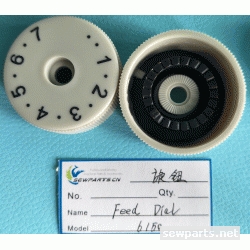 7
6
5
4
3
2
1
SEWPARTS.CN
旋钮
No.
Qty.
Name Feed Dial
Model 618s
sewparts.net